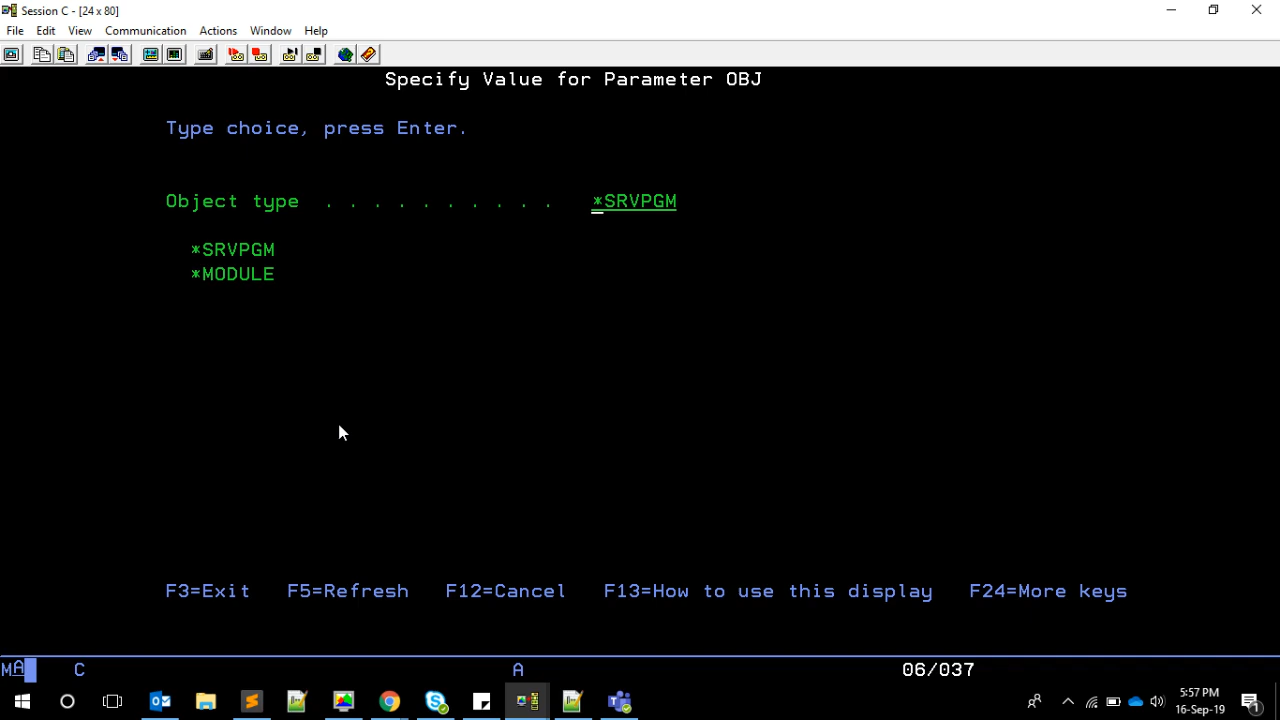 Session C - [24 x 80]
File Edit View Communication Actions Window Help
Specify Value for Parameter OBJ
Type choice, press Enter.
Object type . . . . . . . . . . *SRVPGM
*SRVPGM
*MODULE
F3=Exit F5=Refresh F12=Cancel F13=How to use this display F24=More keys
MA C A 06/037
5:57 PM
16-Sep-19
1